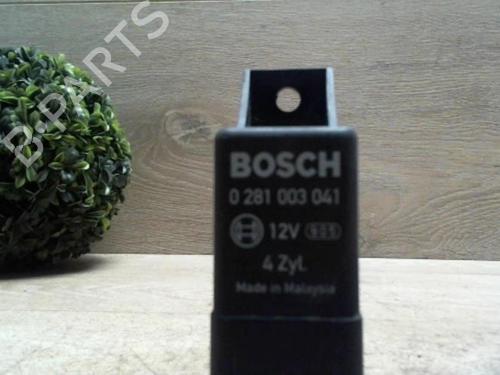 B-PARTS
BOSCH
0 281 003 041
12V
4 Zyl.
Made in Malaysia